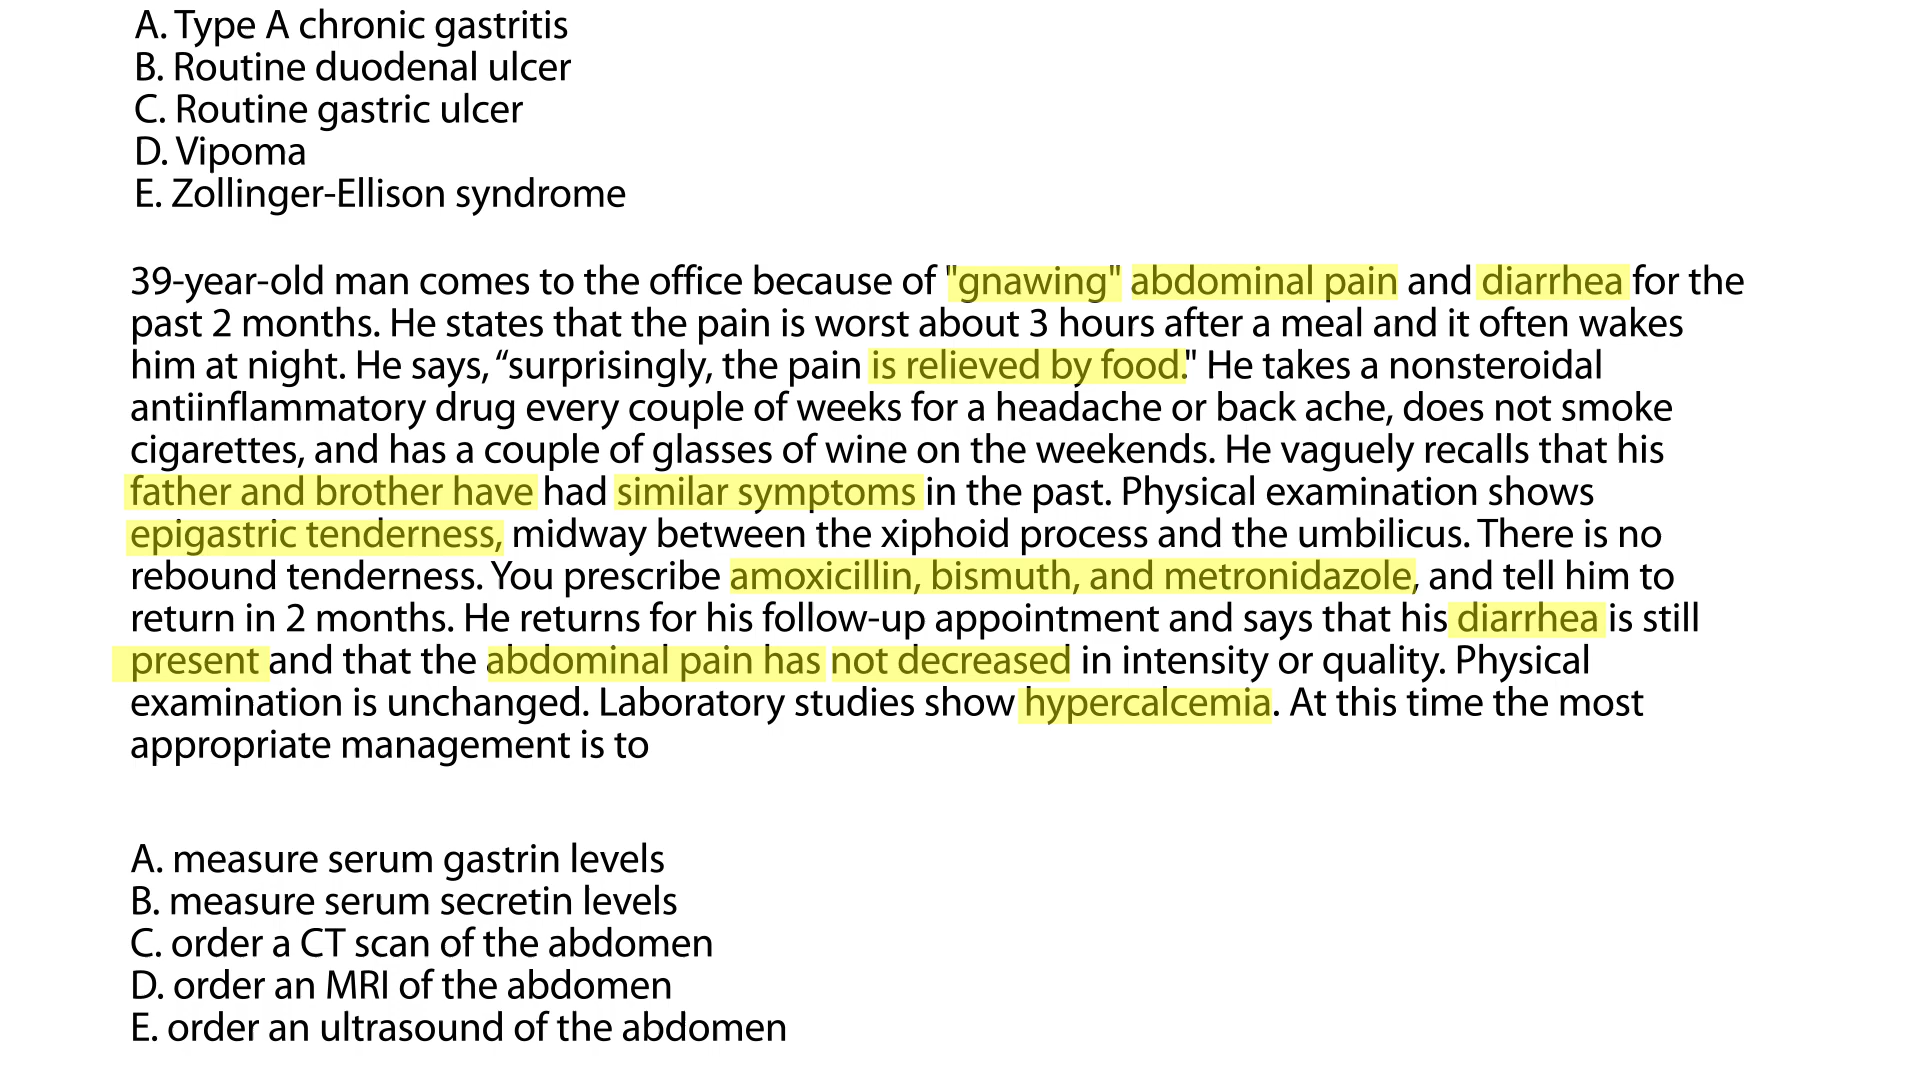 A. Type A chronic gastritis
B. Routine duodenal ulcer
C. Routine gastric ulcer
D. Vipoma
E. Zollinger-Ellison syndrome
39-year-old man comes to the office because of "gnawing" abdominal pain and diarrhea for the
past 2 months. He states that the pain is worst about 3 hours after a meal and it often wakes
him at night. He says, “surprisingly, the pain is relieved by food." He takes a nonsteroidal
antiinflammatory drug every couple of weeks for a headache or back ache, does not smoke
cigarettes, and has a couple of glasses of wine on the weekends. He vaguely recalls that his
father and brother have had similar symptoms in the past. Physical examination shows
epigastric tenderness, midway between the xiphoid process and the umbilicus. There is no
rebound tenderness. You prescribe amoxicillin, bismuth, and metronidazole, and tell him to
return in 2 months. He returns for his follow-up appointment and says that his diarrhea is still
present and that the abdominal pain has not decreased in intensity or quality. Physical
examination is unchanged. Laboratory studies show hypercalcemia. At this time the most
appropriate management is to
A. measure serum gastrin levels
B. measure serum secretin levels
C. order a CT scan of the abdomen
D. order an MRI of the abdomen
E. order an ultrasound of the abdomen